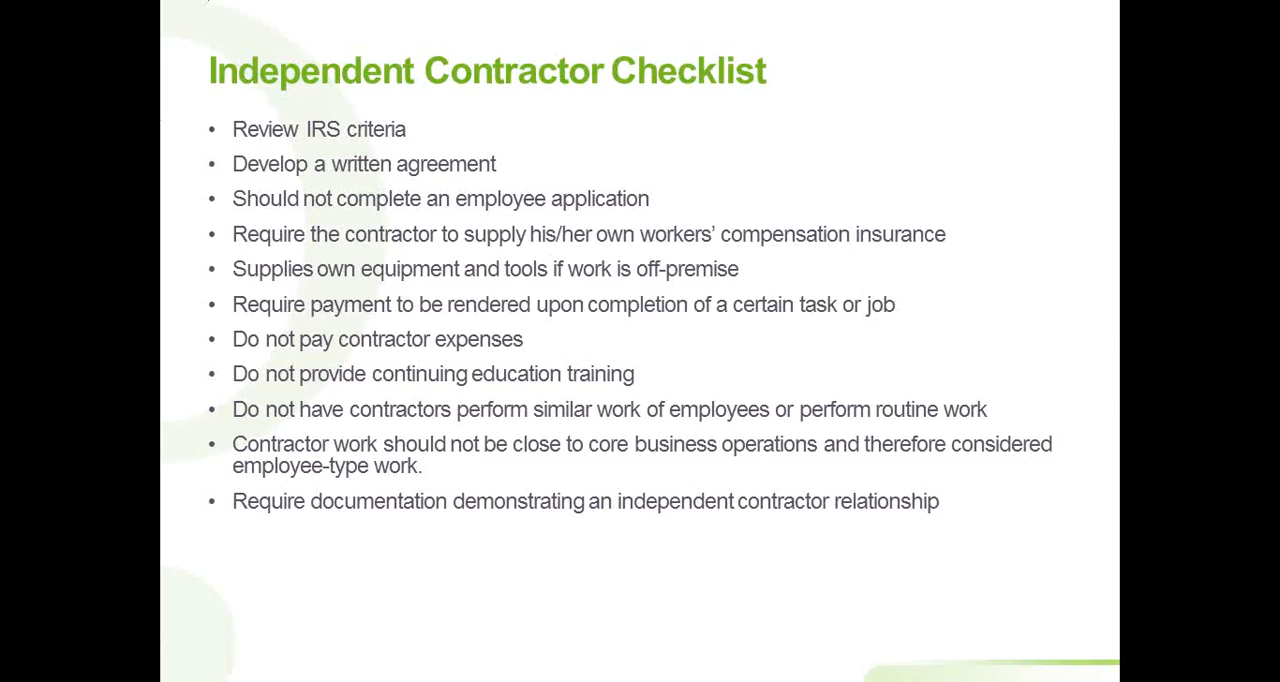 Independent Contractor Checklist
• Review IRS criteria
• Develop a written agreement
• Should not complete an employee application
• Require the contractor to supply his/her own workers’ compensation insurance
• Supplies own equipment and tools if work is off-premise
• Require payment to be rendered upon completion of a certain task or job
• Do not pay contractor expenses
• Do not provide continuing education training
• Do not have contractors perform similar work of employees or perform routine work
• Contractor work should not be close to core business operations and therefore considered
employee-type work.
• Require documentation demonstrating an independent contractor relationship